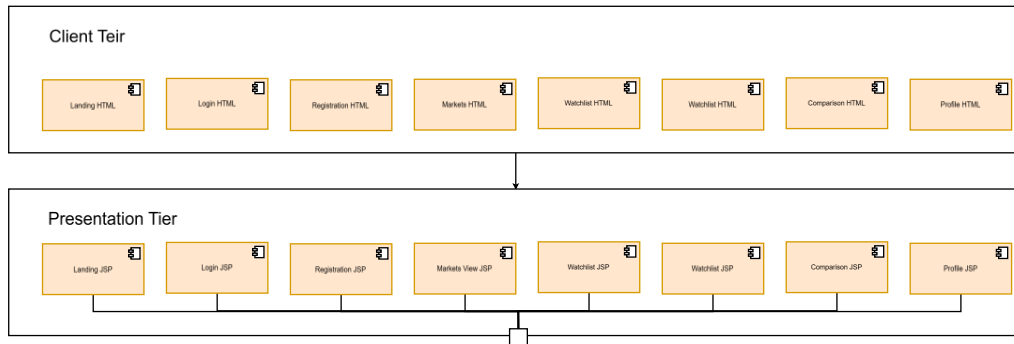 Client Teir
Landing HTML
Login HTML
Registration HTML
Markets HTML
Watchlist HTML
Watchlist HTML
Comparison HTML
Profile HTML
Presentation Tier
Landing JSP
Login JSP
Registration JSP
Markets View JSP
Watchlist JSP
Watchlist JSP
Comparison JSP
Profile JSP